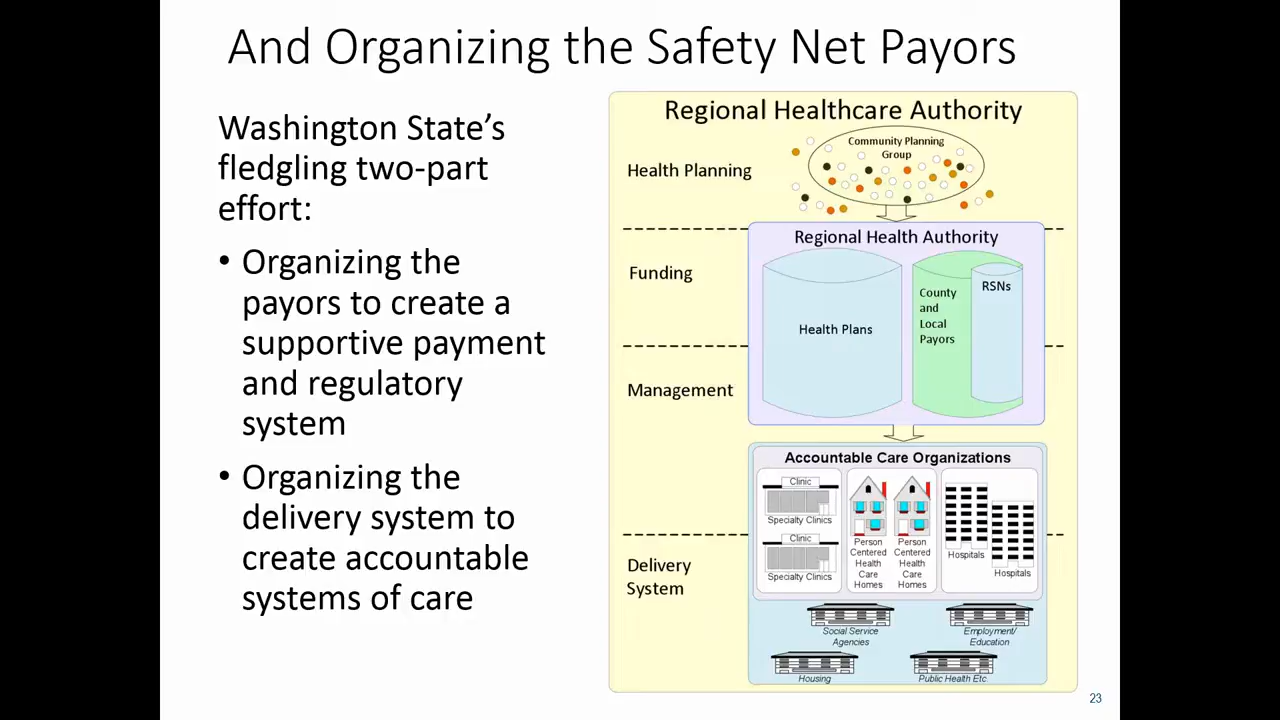 And Organizing the Safety Net Payors
Washington State’s
fledgling two-part
effort:
• Organizing the
payors to create a
supportive payment
and regulatory
system
• Organizing the
delivery system to
create accountable
systems of care
Regional Healthcare Authority
Community Planning
Group
Health Planning
Regional Health Authority
Funding
Health Plans
County
and
Local
Payors
RSNs
Management
Accountable Care Organizations
Clinic
Specialty Clinics
Clinic
Specialty Clinics
Person
Centered
Health
Care
Homes
Person
Centered
Health
Care
Homes
Hospitals
Hospitals
Delivery
System
Social Service
Agencies
Employment/
Education
Housing
Public Health Etc.
23